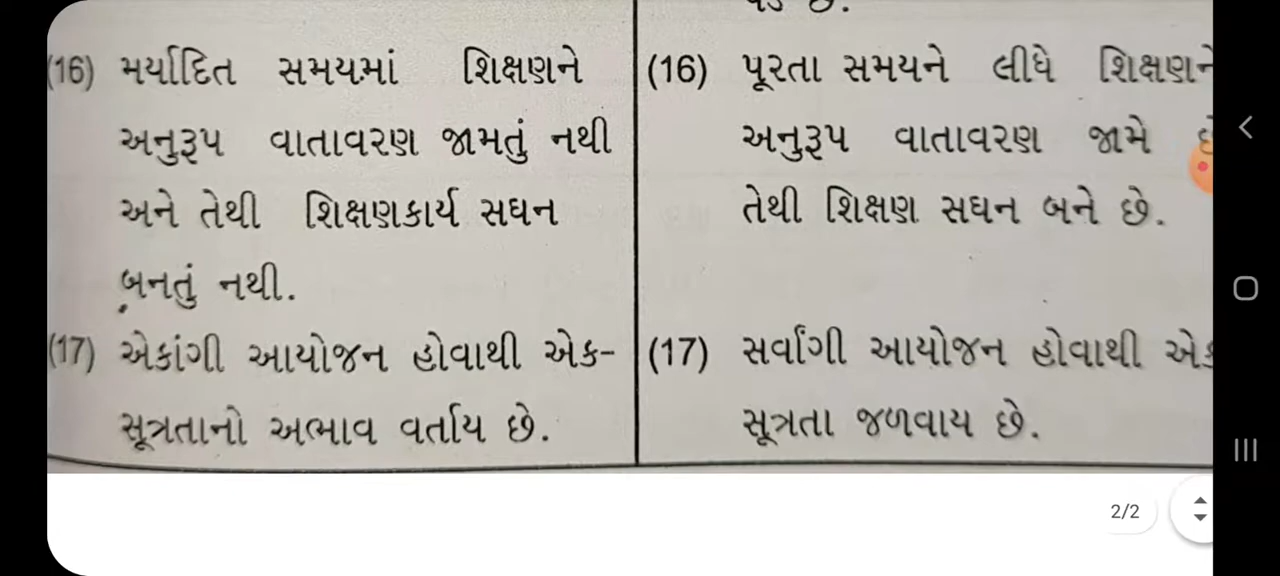 (16) મર્યાદિત સમયમાં શિક્ષણને
અનુરૂપ વાતાવરણ જામતું નથી
અને તેથી શિક્ષણકાર્ય સઘન
બનતું નથી.
(17) એકાંગી આયોજન હોવાથી એક-
સૂત્રતાનો અભાવ વર્તાય છે.
છે.
(16) પૂરતા સમયને લીધે શિક્ષણને
અનુરૂપ વાતાવરણ જામે
તેથી શિક્ષણ સઘન બને છે.
(17) સર્વાંગી આયોજન હોવાથી
સૂત્રતા જળવાય છે.
2/2